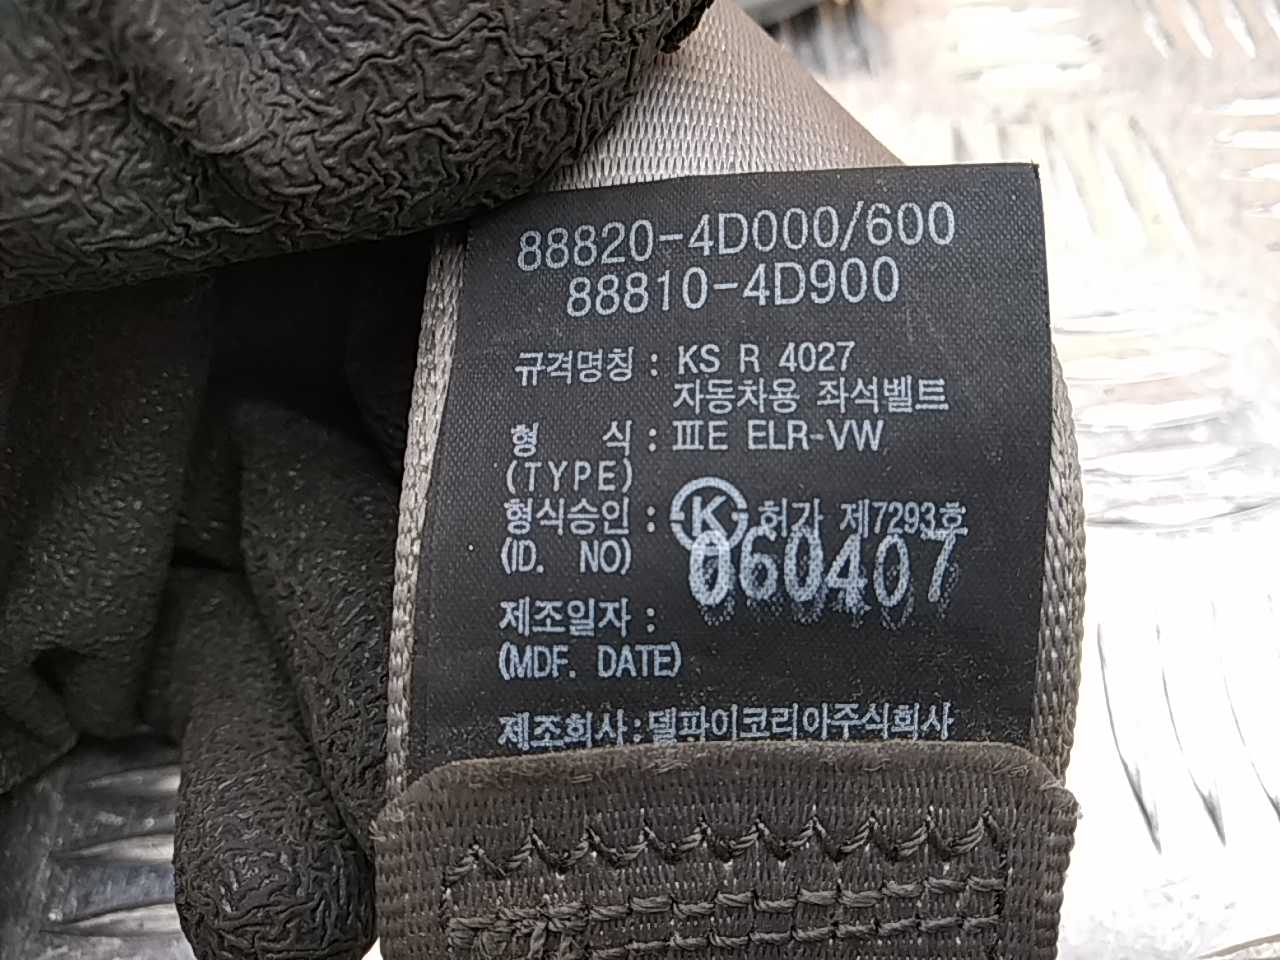 88820-4D000/600
88810-4D900
규격명칭 : KS R 4027
자동차용 좌석벨트
형 식 : ⅢE ELR-VW
(TYPE)
형식승인 : K 허가 제7293호
(ID. NO)
060407
제조일자 :
(MDF. DATE)
제조회사:델파이코리아주식회사